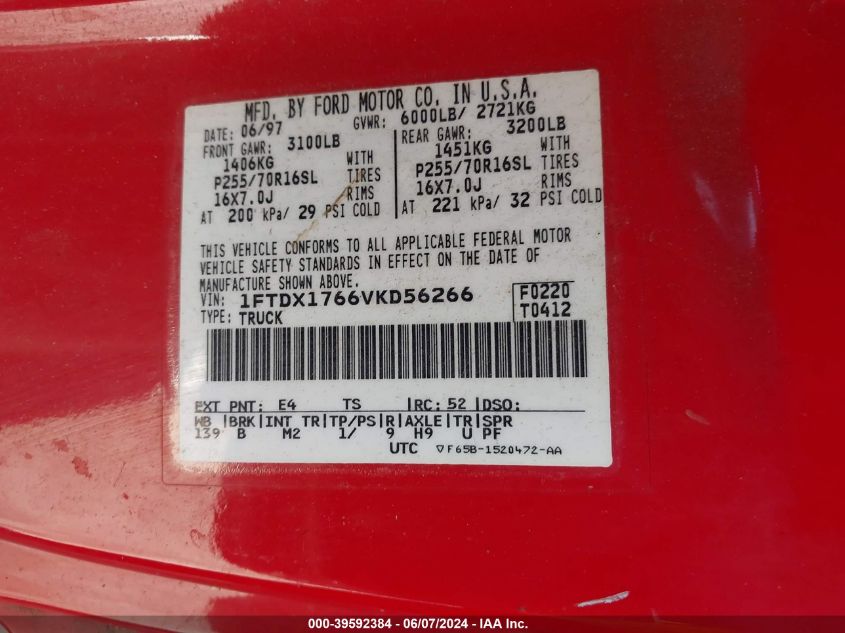 MFD. BY FORD MOTOR CO. IN U.S.A.
DATE: 06/97 GVWR: 6000LB/ 2721KG
FRONT GAWR: 3100LB REAR GAWR: 3200LB
1406KG WITH 1451KG WITH
P255/70R16SL TIRES P255/70R16SL TIRES
16X7.0J RIMS 16X7.0J RIMS
AT 200 kPa/ 29 PSI COLD AT 221 kPa/ 32 PSI COLD
THIS VEHICLE CONFORMS TO ALL APPLICABLE FEDERAL MOTOR
VEHICLE SAFETY STANDARDS IN EFFECT ON THE DATE OF
MANUFACTURE SHOWN ABOVE.
VIN: 1FTDX1766VKD56266 F0220
TYPE: TRUCK T0412
EXT PNT: E4 TS RC: 52 DSO:
WB BRK INT TR TP/PS R AXLE TR SPR
139 B M2 1/ 9 H9 U PF
UTC ▽F65B-1520472-AA
000-39592384 - 06/07/2024 - IAA Inc.